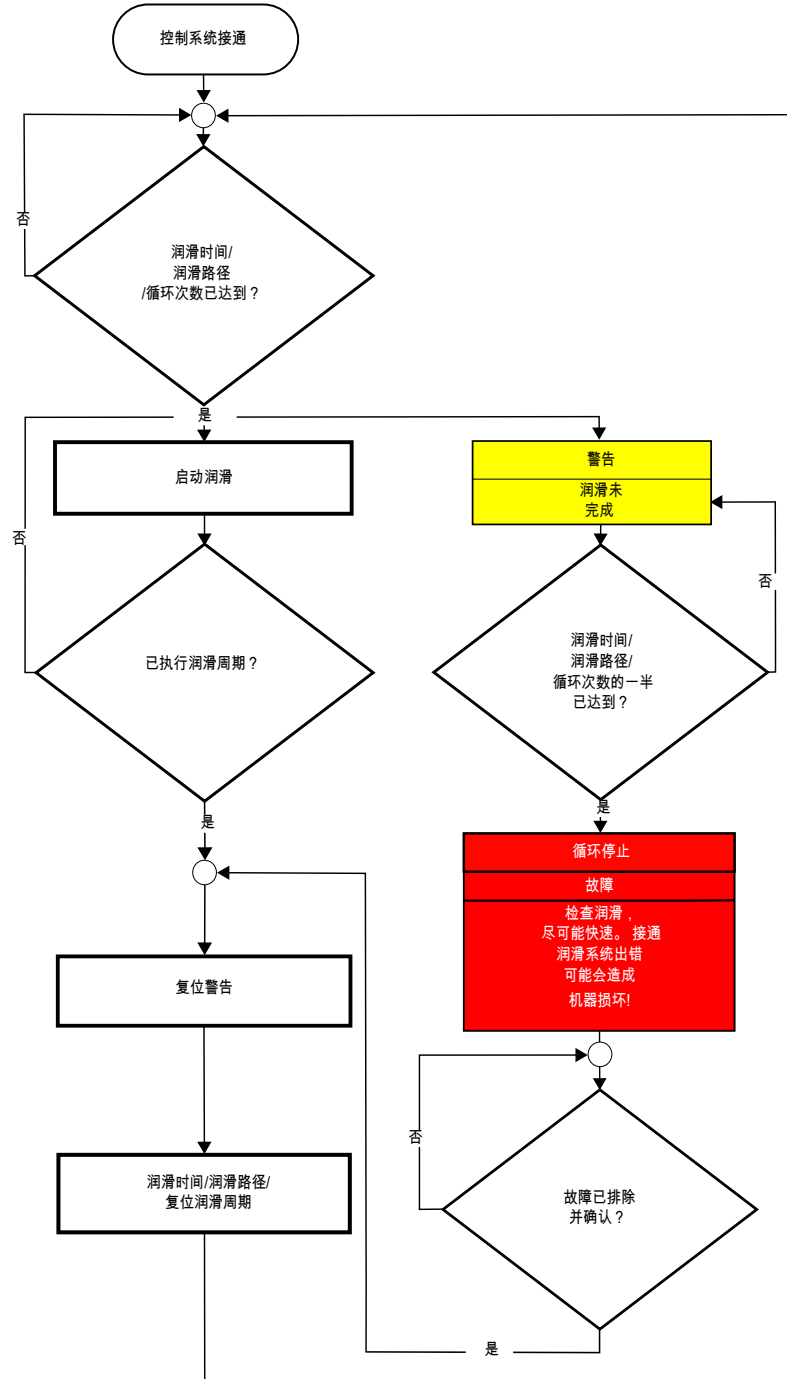 控制系统接通
否
润滑时间/
润滑路径
/循环次数已达到？
是
启动润滑
警告
润滑未
完成
否
已执行润滑周期？
否
润滑时间/
润滑路径/
循环次数的一半
已达到？
是
是
循环停止
故障
检查润滑，
尽可能快速。 接通
润滑系统出错
可能会造成
机器损坏!
复位警告
否
润滑时间/润滑路径/
复位润滑周期
故障已排除
并确认？
是